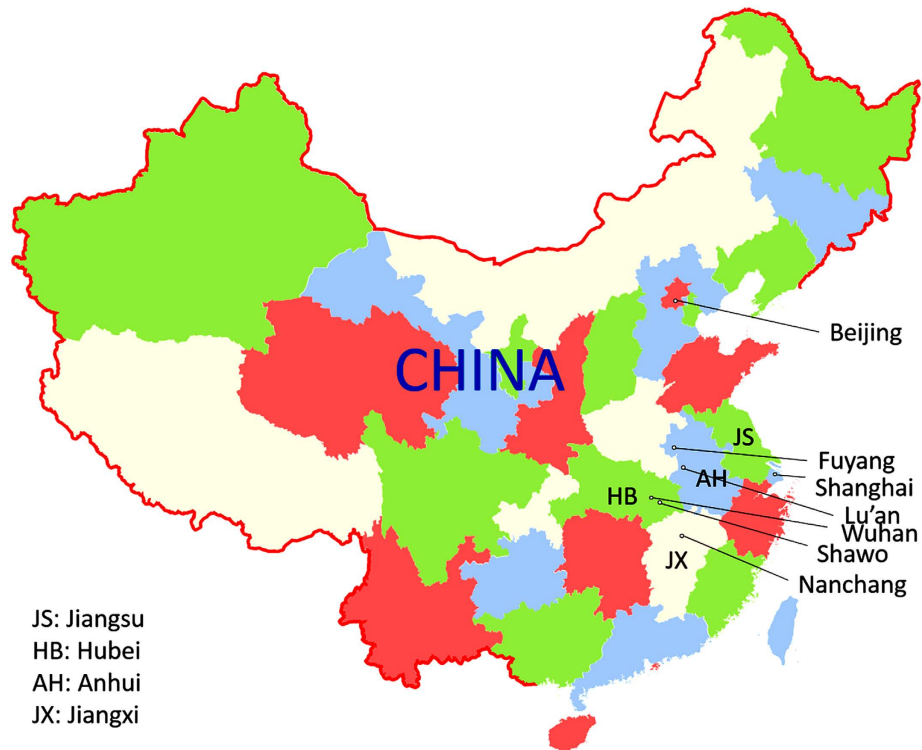 Beijing
CHINA
JS
Fuyang
AH
Shanghai
HB
Lu'an
Wuhan
Shawo
JX
Nanchang
JS: Jiangsu
HB: Hubei
AH: Anhui
JX: Jiangxi